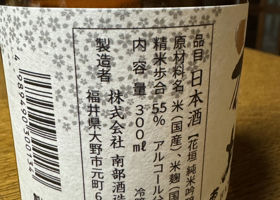 品目 日本酒【花垣 純米吟
原材料名 米（国産）、米麹（国
精米歩合 55% アルコール分
内容量 300ml
製造者 株式会社 南部酒造
福井県大野市元町6